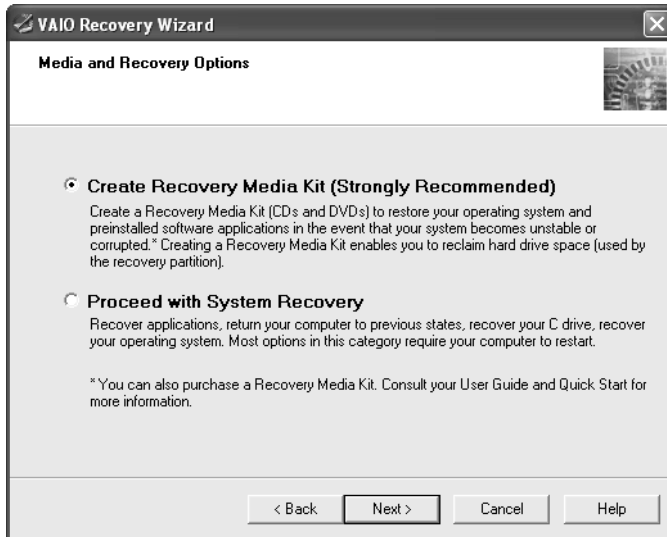 VAIO Recovery Wizard
Media and Recovery Options
Create Recovery Media Kit (Strongly Recommended)
Create a Recovery Media Kit (CDs and DVDs) to restore your operating system and
preinstalled software applications in the event that your system becomes unstable or
corrupted.* Creating a Recovery Media Kit enables you to reclaim hard drive space (used by
the recovery partition).
Proceed with System Recovery
Recover applications, return your computer to previous states, recover your C drive, recover
your operating system. Most options in this category require your computer to restart.
*You can also purchase a Recovery Media Kit. Consult your User Guide and Quick Start for
more information.
< Back Next > Cancel Help